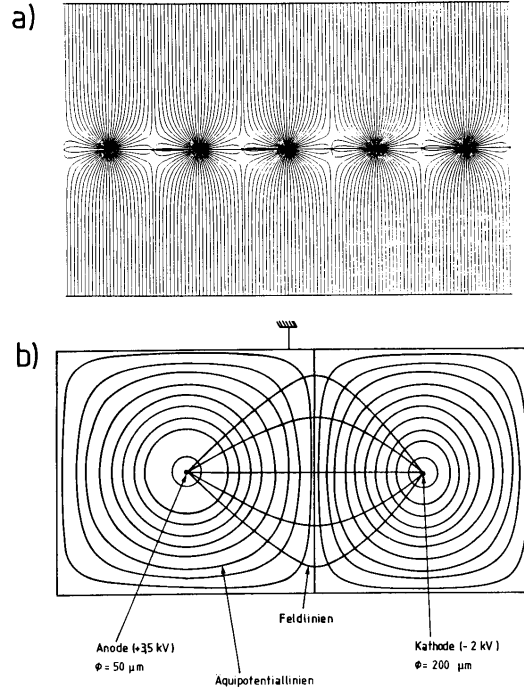 a)
b)
Feldlinien
Anode (+3,5 kV)
ϕ = 50 μm
Äquipotentiallinien
Kathode (- 2 kV)
ϕ = 200 μm